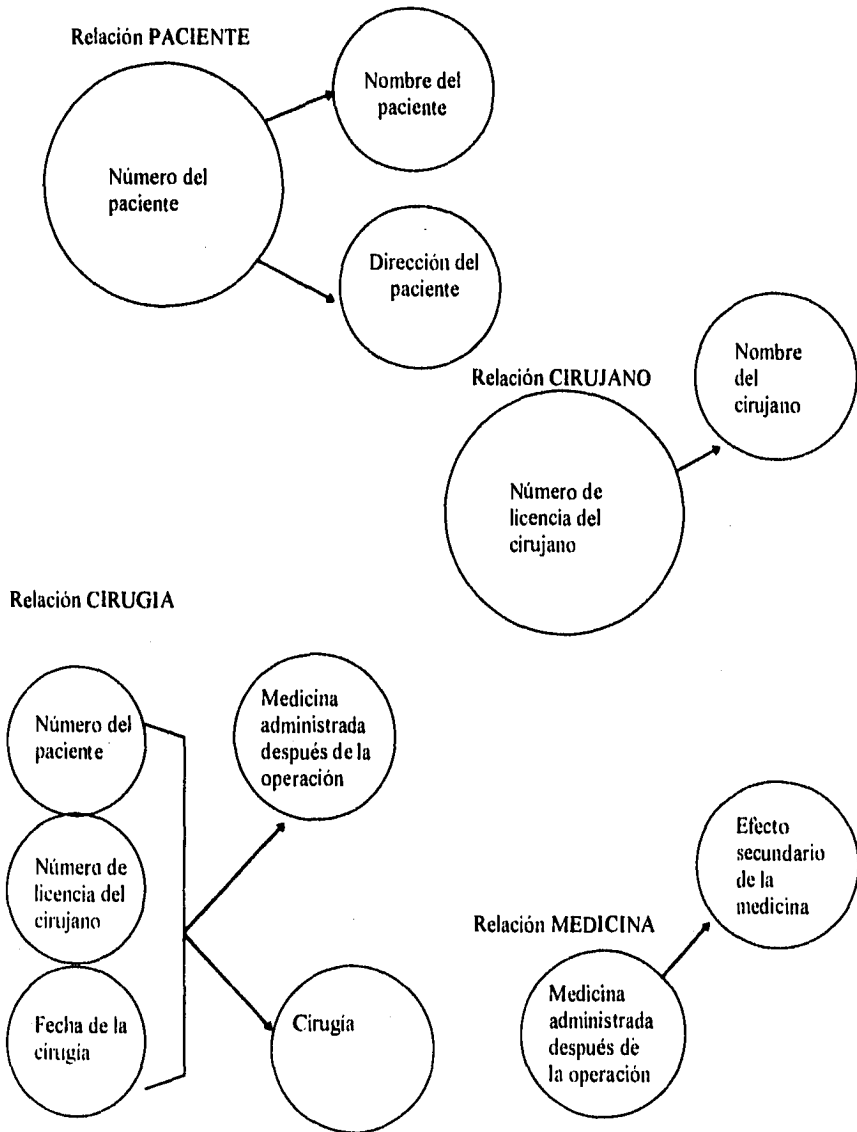 Relación PACIENTE
Número del
paciente
Nombre del
paciente
Dirección del
paciente
Relación CIRUJANO
Número de
licencia del
cirujano
Nombre
del
cirujano
Relación CIRUGIA
Número del
paciente
Número de
licencia del
cirujano
Fecha de la
cirugía
Medicina
administrada
después de la
operación
Cirugía
Relación MEDICINA
Medicina
administrada
después de
la operación
Efecto
secundario
de la
medicina